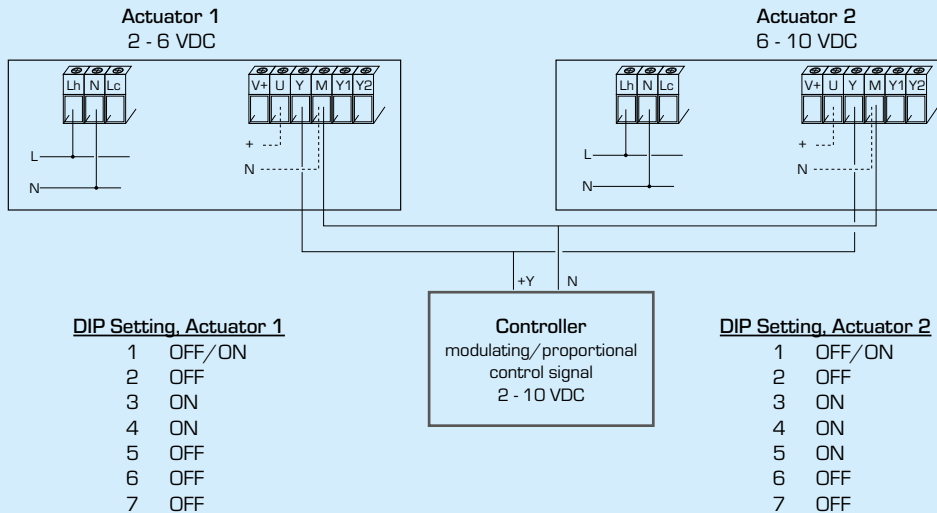 Actuator 1
2 - 6 VDC
Actuator 2
6 - 10 VDC
Lh N Lc
V+ U Y M Y1 Y2
Lh N Lc
V+ U Y M Y1 Y2
+
L
N
N
+
L
N
N
+Y N
DIP Setting, Actuator 1
1 OFF/ON
2 OFF
3 ON
4 ON
5 OFF
6 OFF
7 OFF
Controller
modulating/proportional
control signal
2 - 10 VDC
DIP Setting, Actuator 2
1 OFF/ON
2 OFF
3 ON
4 ON
5 ON
6 OFF
7 OFF